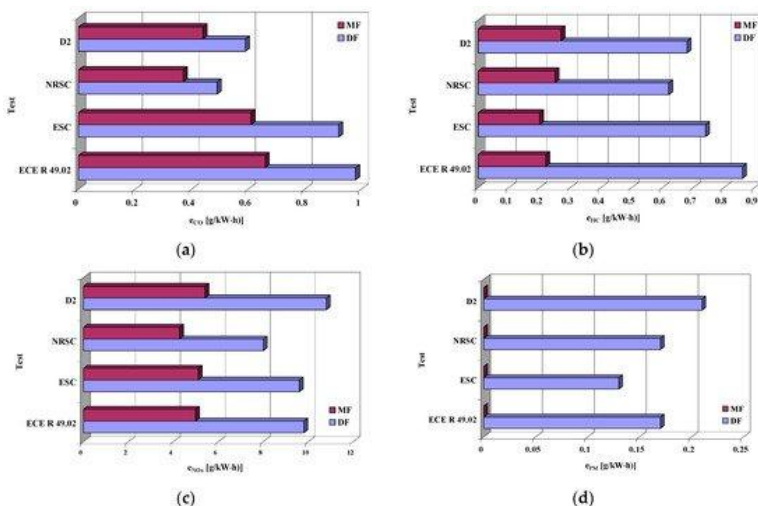 (a)
MF
DF
D2
NRSC
ESC
ECE R 49.02
Test
0 0.2 0.4 0.6 0.8 1
eCO [g/kW·h)]
(b)
MF
DF
D2
NRSC
ESC
ECE R 49.02
Test
0 0.1 0.2 0.3 0.4 0.5 0.6 0.7 0.8 0.9
eHC [g/kW·h)]
(c)
MF
DF
D2
NRSC
ESC
ECE R 49.02
Test
0 2 4 6 8 10 12
eNOx [g/kW·h)]
(d)
MF
DF
D2
NRSC
ESC
ECE R 49.02
Test
0 0.05 0.1 0.15 0.2 0.25
ePM [g/kW·h)]